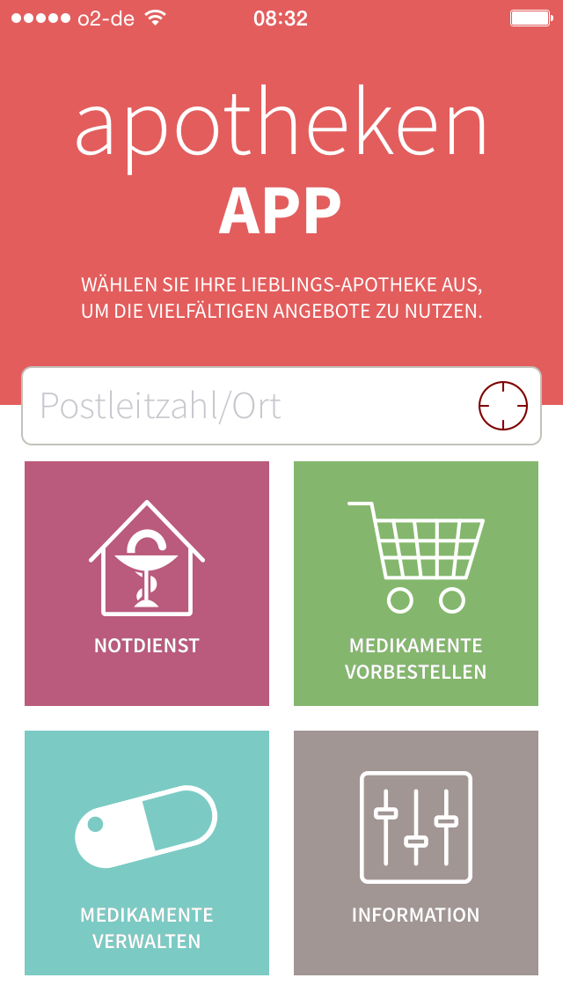 o2-de 08:32
apotheken
APP
WÄHLEN SIE IHRE LIEBLINGS-APOTHEKE AUS,
UM DIE VIELFÄLTIGEN ANGEBOTE ZU NUTZEN.
Postleitzahl/Ort
NOTDIENST
MEDIKAMENTE
VORBESTELLEN
MEDIKAMENTE
VERWALTEN
INFORMATION